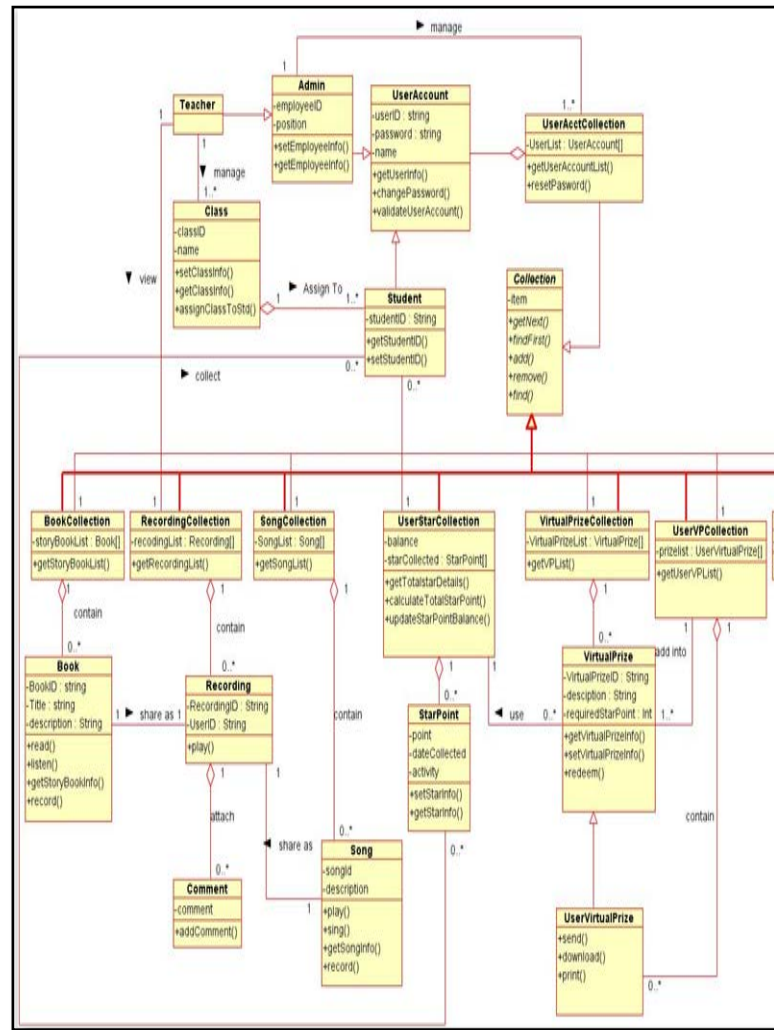 manage
1
1..*
Teacher
1
1
Admin
-employeeID
-position
+setEmployeeInfo()
+getEmployeeInfo()
UserAccount
-userID : string
-password : string
-name
+getUserInfo()
+changePassword()
+validateUserAccount()
UserAcctCollection
-UserList : UserAccount[]
+getUserAccountList()
+resetPasword()
manage
1..*
Class
-classID
-name
+setClassInfo()
+getClassInfo()
+assignClassToStd()
view
Assign To
1
1..*
Student
-studentID : String
+getStudentID()
+setStudentID()
0..*
0..*
collect
Collection
-item
+getNext()
+findFirst()
+add()
+remove()
+find()
1
1
1
1
1
1
BookCollection
-storyBookList : Book[]
+getStoryBookList()
RecordingCollection
-recodingList : Recording[]
+getRecordingList()
SongCollection
-SongList : Song[]
+getSongList()
UserStarCollection
-balance
-starCollected : StarPoint[]
+getTotalstarDetails()
+calculateTotalStarPoint()
+updateStarPointBalance()
VirtualPrizeCollection
-VirtualPrizeList : VirtualPrize[]
+getVPList()
UserVPCollection
-prizelist : UserVirtualPrize[]
+getUserVPList()
1
contain
0..*
1
contain
0..*
1
contain
0..*
1
1
0..*
1
0..*
1
1
add into
1..*
Book
-BookID : string
-Title : string
-description : String
+read()
+listen()
+getStoryBookInfo()
+record()
1
share as
1
Recording
-RecordingID : String
-UserID : String
+play()
1
1
attach
0..*
share as
1
StarPoint
-point
-dateCollected
-activity
+setStarInfo()
+getStarInfo()
0..*
use
0..*
VirtualPrize
-VirtualPrizeID : String
-desciption : String
-requiredStarPoint : Int
+getVirtualPrizeInfo()
+setVirtualPrizeInfo()
+redeem()
contain
0..*
Comment
-comment
+addComment()
Song
-songId
-description
+play()
+sing()
+getSongInfo()
+record()
UserVirtualPrize
+send()
+download()
+print()